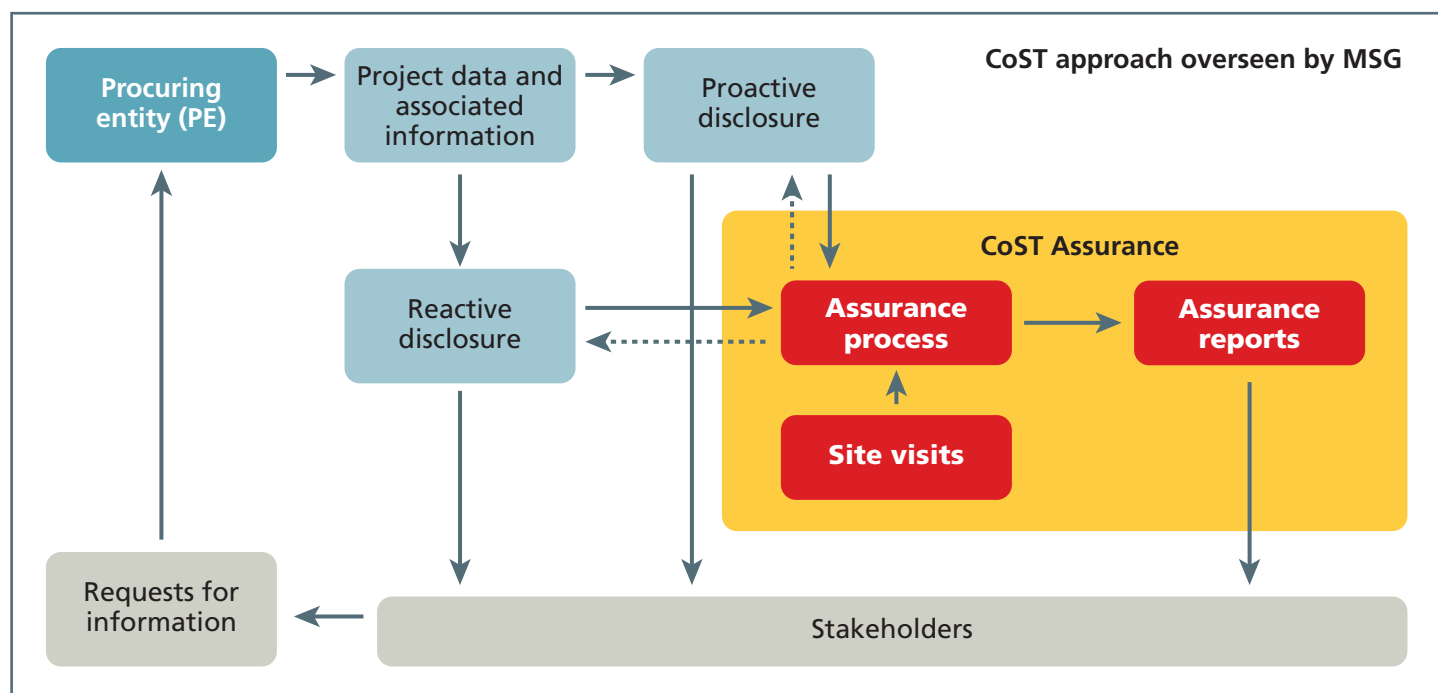 CoST approach overseen by MSG
Procuring
entity (PE)
Project data and
associated
information
Proactive
disclosure
CoST Assurance
Reactive
disclosure
Assurance
process
Assurance
reports
Site visits
Requests for
information
Stakeholders